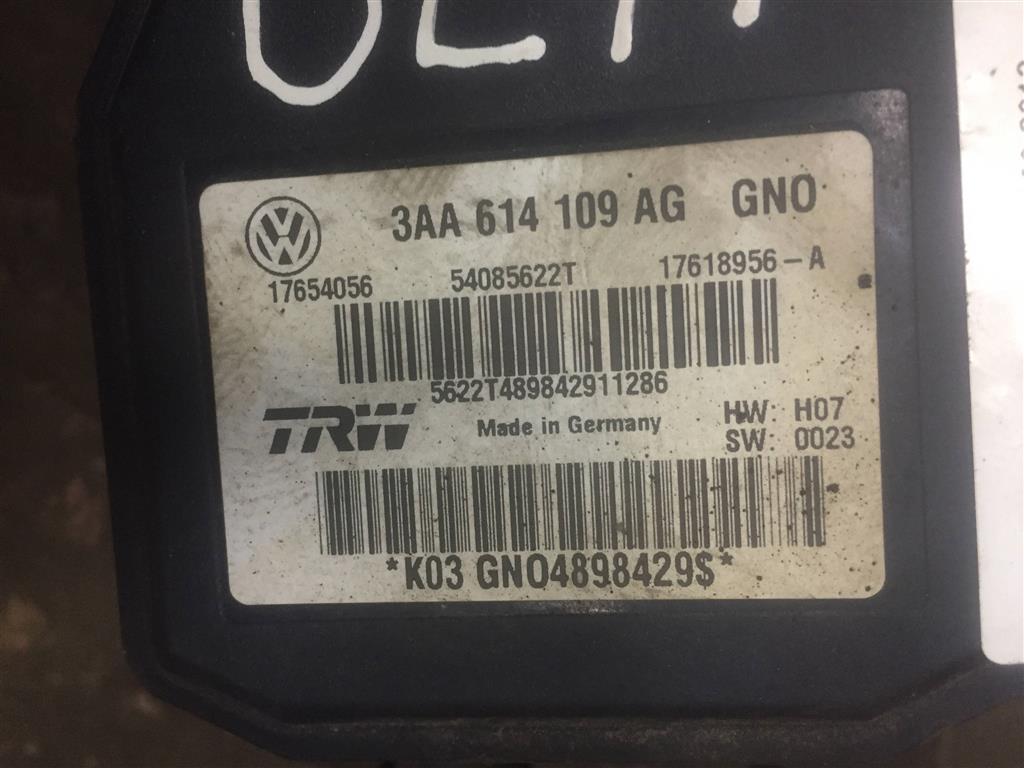 3AA 614 109 AG GNO
17654056 54085622T 17618956-A
5622T489842911286
TRW Made in Germany HW: H07
SW: 0023
*K03 GNO4898429$*